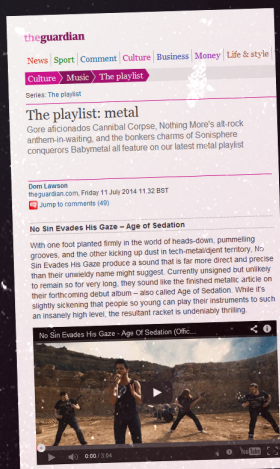 theguardian
News Sport Comment Culture Business Money Life & style
Culture Music The playlist
Series: The playlist
The playlist: metal
Gore aficionados Cannibal Corpse, Nothing More's alt-rock
anthem-in-waiting, and the bonkers charms of Sonisphere
conquerors Babymetal all feature on our latest metal playlist
Dom Lawson
theguardian.com, Friday 11 July 2014 11.32 BST
Jump to comments (49)
No Sin Evades His Gaze – Age of Sedation
With one foot planted firmly in the world of heads-down, pummelling
grooves, and the other kicking up dust in tech-metal/djent territory, No
Sin Evades His Gaze produce a sound that is far more direct and precise
than their unwieldy name might suggest. Currently unsigned but unlikely
to remain so for very long, they sound like the finished metallic article on
their forthcoming debut album – also called Age of Sedation. While it's
slightly sickening that people so young can play their instruments to such
an insanely high level, the resultant racket is undeniably thrilling.
No Sin Evades His Gaze - Age Of Sedation (Offic...
0:00 / 3:04
YouTube